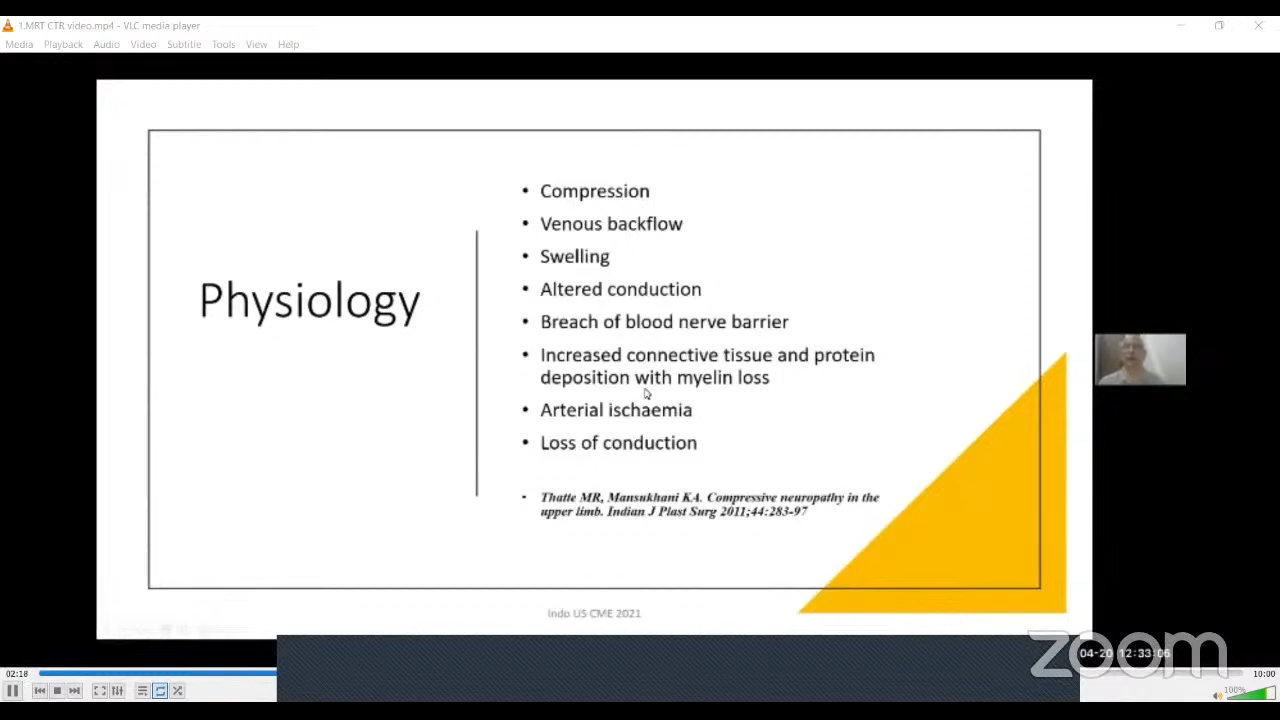 1.MRT CTR video.mp4 - VLC media player
Media Playback Audio Video Subtitle Tools View Help
Physiology
• Compression
• Venous backflow
• Swelling
• Altered conduction
• Breach of blood nerve barrier
• Increased connective tissue and protein
deposition with myelin loss
• Arterial ischaemia
• Loss of conduction
• Thatte MR, Mansukhani KA. Compressive neuropathy in the
upper limb. Indian J Plast Surg 2011;44:283-97
Indo US CME 2021
zoom
04-20 12:33:06
02:18
10:00
100%